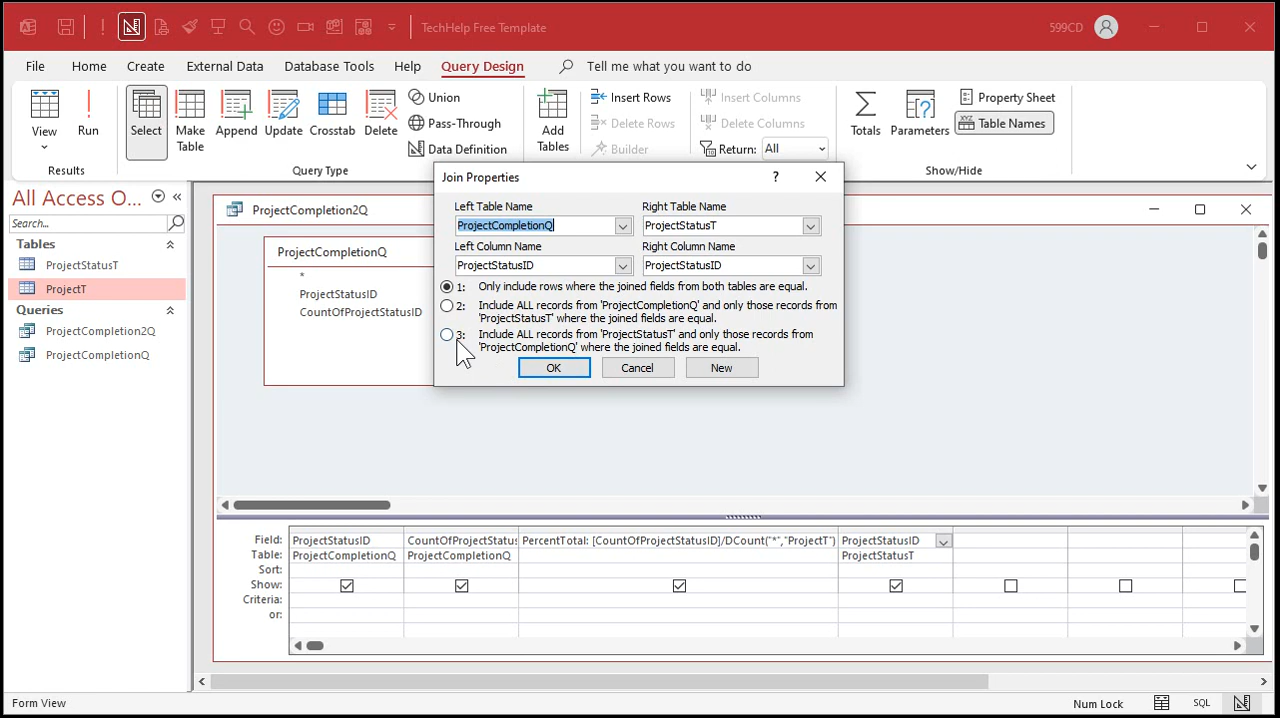 TechHelp Free Template
599CD
File Home Create External Data Database Tools Help Query Design Tell me what you want to do
View
Run
Select
Make
Table
Append
Update
Crosstab
Delete
Union
Pass-Through
Data Definition
Add
Tables
Insert Rows
Delete Rows
Builder
Insert Columns
Delete Columns
Return: All
Totals
Parameters
Property Sheet
Table Names
Results
Query Type
Show/Hide
All Access O...
Search...
Tables
ProjectStatusT
ProjectT
Queries
ProjectCompletion2Q
ProjectCompletionQ
ProjectCompletion2Q
ProjectCompletionQ
*
ProjectStatusID
CountOfProjectStatusID
Join Properties
?
Left Table Name Right Table Name
ProjectCompletionQ ProjectStatusT
Left Column Name Right Column Name
ProjectStatusID ProjectStatusID
1: Only include rows where the joined fields from both tables are equal.
2: Include ALL records from 'ProjectCompletionQ' and only those records from
'ProjectStatusT' where the joined fields are equal.
3: Include ALL records from 'ProjectStatusT' and only those records from
'ProjectCompletionQ' where the joined fields are equal.
OK Cancel New
Field: ProjectStatusID CountOfProjectStatus PercentTotal: [CountOfProjectStatusID]/DCount("*","ProjectT") ProjectStatusID
Table: ProjectCompletionQ ProjectCompletionQ ProjectStatusT
Sort:
Show:
Criteria:
or:
Form View
Num Lock
SQL